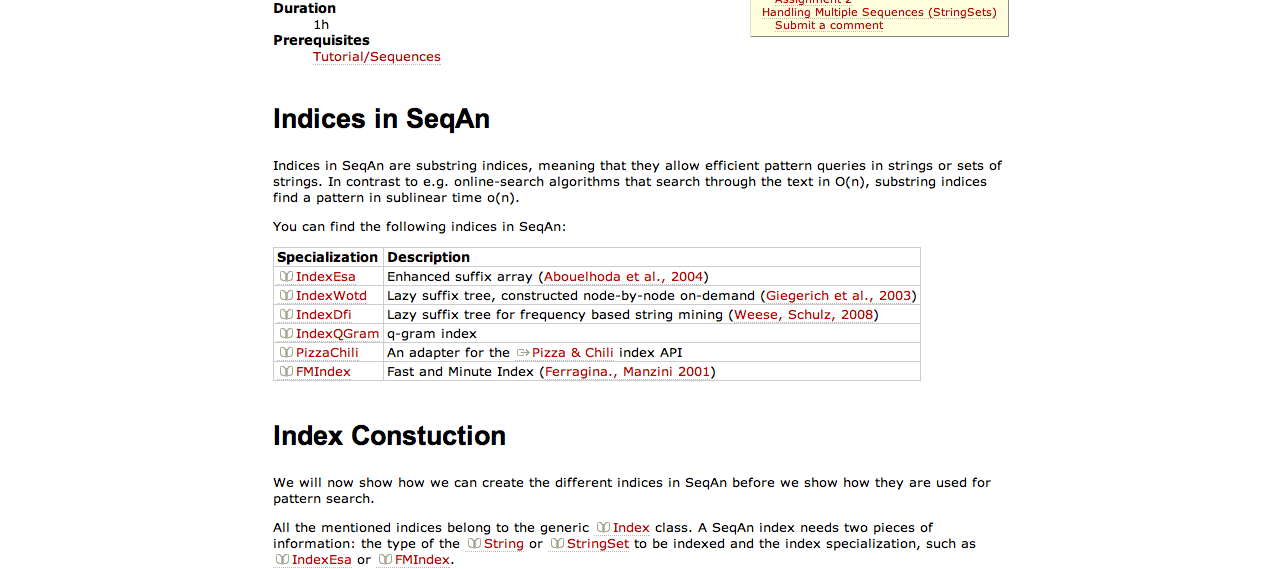 Duration
1h
Prerequisites
Tutorial/Sequences
Assignment 2
Handling Multiple Sequences (StringSets)
Submit a comment
Indices in SeqAn
Indices in SeqAn are substring indices, meaning that they allow efficient pattern queries in strings or sets of
strings. In contrast to e.g. online-search algorithms that search through the text in O(n), substring indices
find a pattern in sublinear time o(n).
You can find the following indices in SeqAn:
Specialization Description
IndexEsa Enhanced suffix array (Abouelhoda et al., 2004)
IndexWotd Lazy suffix tree, constructed node-by-node on-demand (Giegerich et al., 2003)
IndexDfi Lazy suffix tree for frequency based string mining (Weese, Schulz, 2008)
IndexQGram q-gram index
PizzaChili An adapter for the Pizza & Chili index API
FMIndex Fast and Minute Index (Ferragina., Manzini 2001)
Index Constuction
We will now show how we can create the different indices in SeqAn before we show how they are used for
pattern search.
All the mentioned indices belong to the generic Index class. A SeqAn index needs two pieces of
information: the type of the String or StringSet to be indexed and the index specialization, such as
IndexEsa or FMIndex.